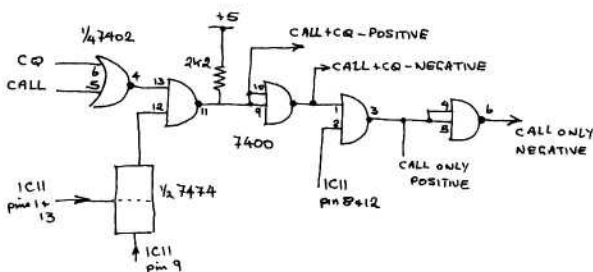 +5
1/4 7402
2k2
CALL+CQ-POSITIVE
CQ
6
4
13
CALL+CQ-NEGATIVE
10
CALL
5
12
11
9
1
3
4
6
2
5
CALL ONLY
NEGATIVE
7400
CALL ONLY
POSITIVE
IC11
pins 1+
13
1/2 7474
IC11
pin 8+12
IC11
pin 9